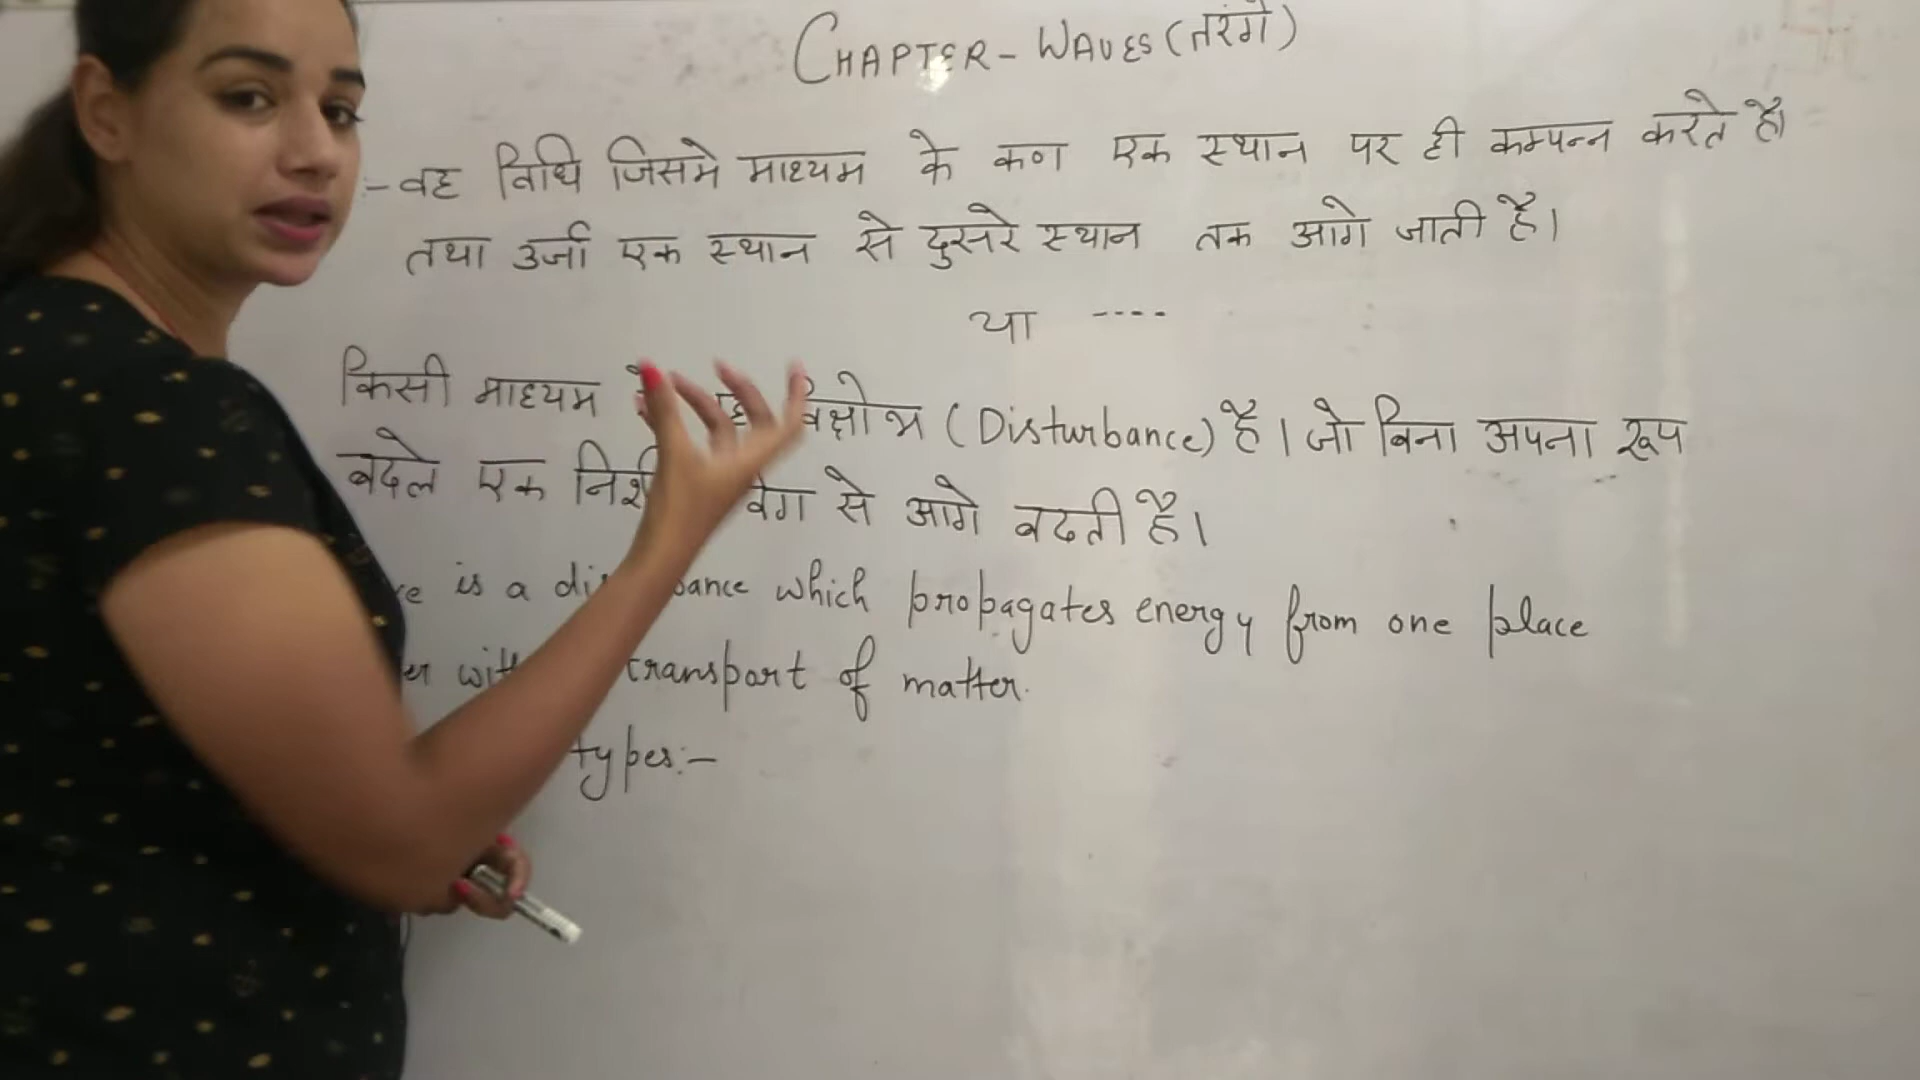 CHAPTER - WAVES (तरंगे)
:- वह विधि जिसमे माध्यम के कण एक स्थान पर ही कम्पन्न करते है।
तथा उर्जा एक स्थान से दुसरे स्थान तक आगे जाती है।
या ----
किसी माध्यम विक्षोभ (Disturbance) है। जो बिना अपना रूप
बदले एक वेग से आगे बढती है।
is a which propagates energy from one place
transport of matter.
types:-